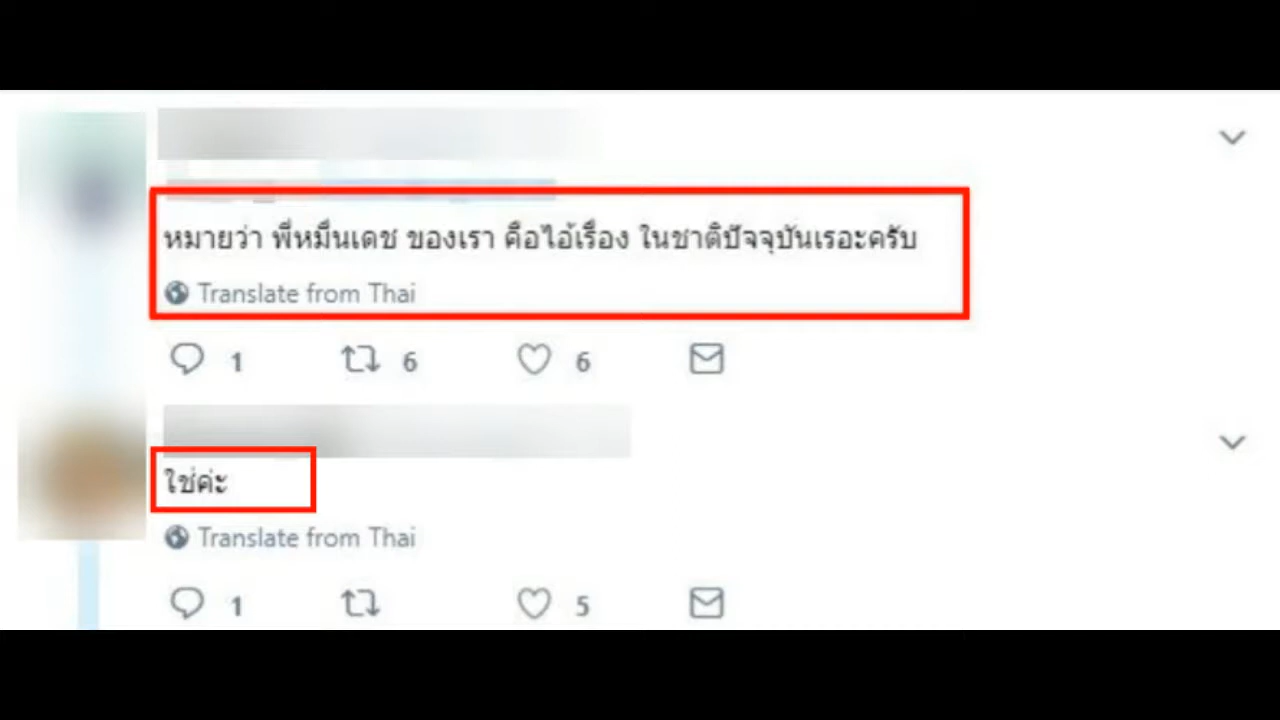 หมายว่า พี่หมื่นเดช ของเรา คือไอ้เรื่อง ในชาติปัจจุบันเรอะครับ
Translate from Thai
1 6 6
ใช่ค่ะ
Translate from Thai
1 5